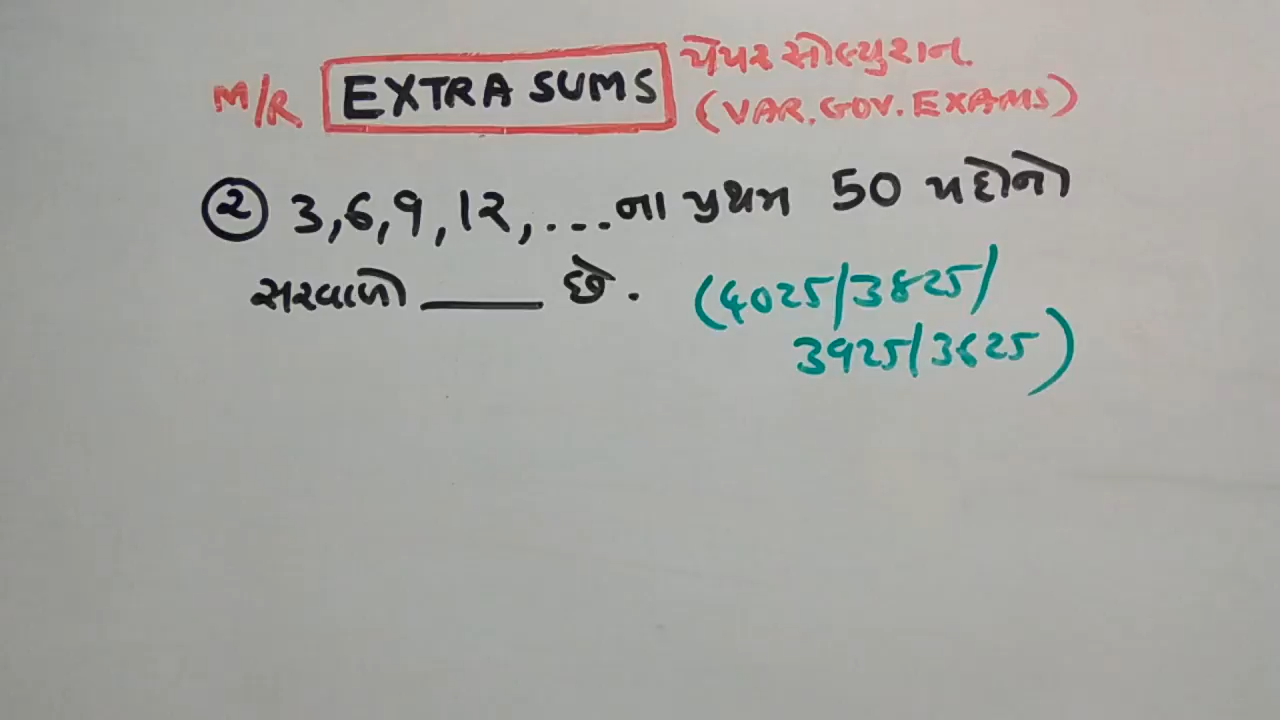 M/R EXTRA SUMS પેપર સોલ્યુશન.
(VAR. GOV. EXAMS)
(૨) 3,6,9,12,...ના પ્રથમ 50 પદોનો
સરવાળો ____ છે. (4025/3825/
3925/3625)